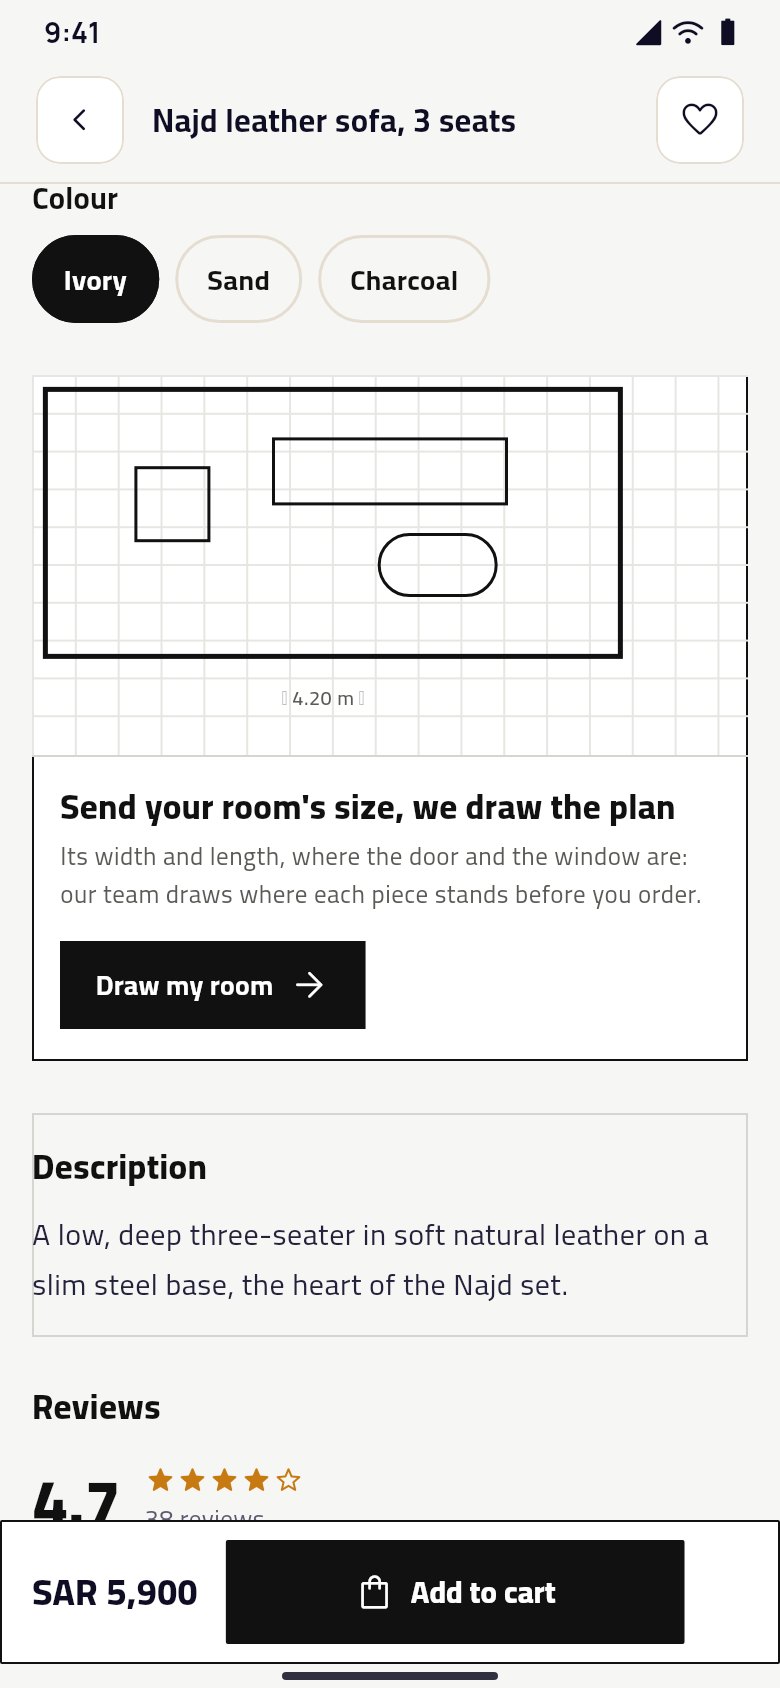 9:41
Najd leather sofa, 3 seats
Colour
Ivory
Sand
Charcoal
4.20 m
Send your room's size, we draw the plan
Its width and length, where the door and the window are:
our team draws where each piece stands before you order.
Draw my room
Description
A low, deep three-seater in soft natural leather on a
slim steel base, the heart of the Najd set.
Reviews
4.7
38 reviews
SAR 5,900
Add to cart